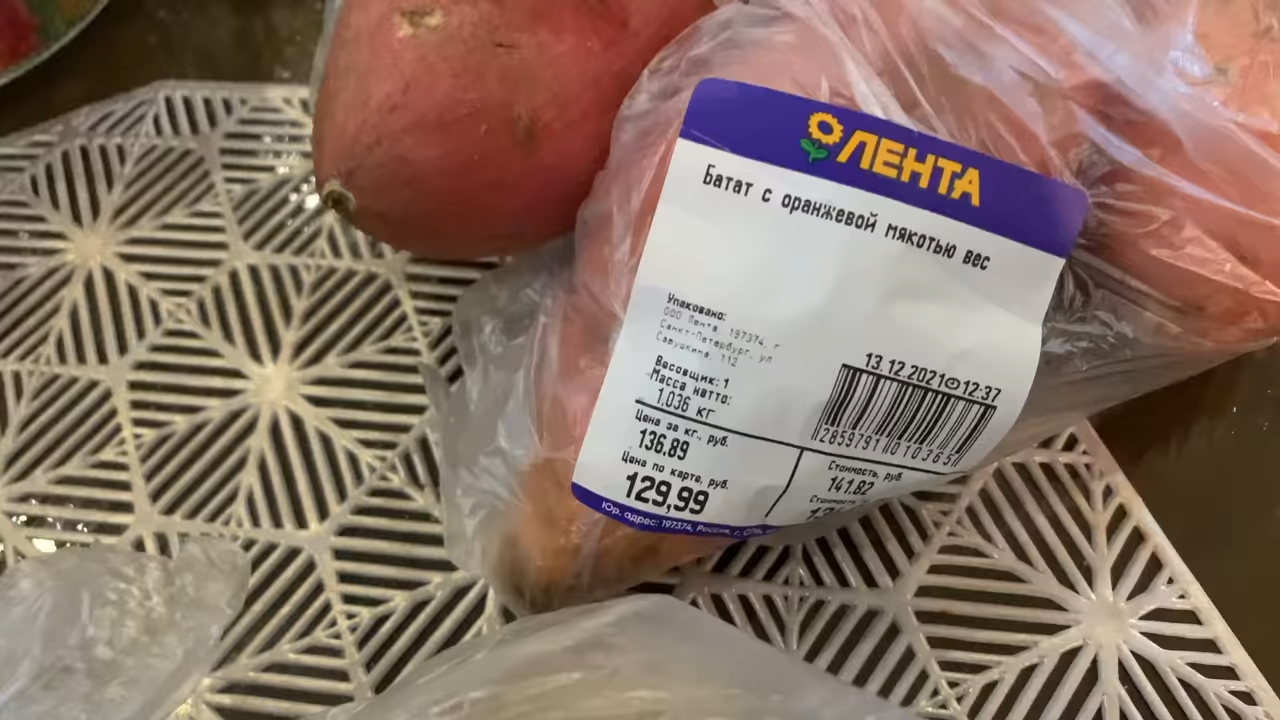 ЛЕНТА
Батат с оранжевой мякотью вес
Упаковано:
ООО Лента, 197374, г
Санкт-Петербург, ул
Савушкина, 112
Весовщик: 1
Масса нетто:
1.036 кг
13.12.2021 12:37
2859791010365
Цена за кг., руб.
136.89
Цена по карте, руб.
129,99
Стоимость, руб.
141.82
Стоимость
Юр. адрес: 197374, Россия, г.